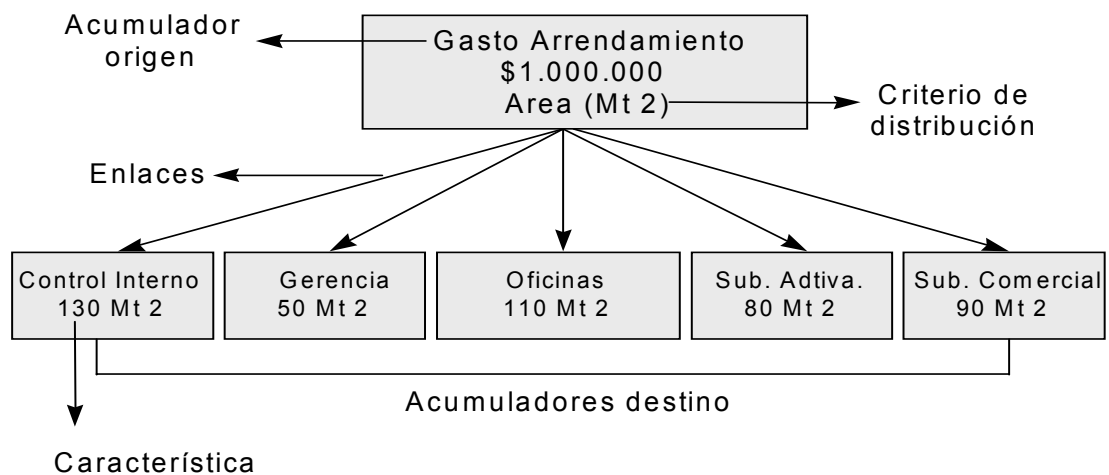 Acumulador
origen
Gasto Arrendamiento
$1.000.000
Area (Mt 2)
Criterio de
distribución
Enlaces
Control Interno
130 Mt 2
Gerencia
50 Mt 2
Oficinas
110 Mt 2
Sub. Adtiva.
80 Mt 2
Sub. Comercial
90 Mt 2
Acumuladores destino
Característica